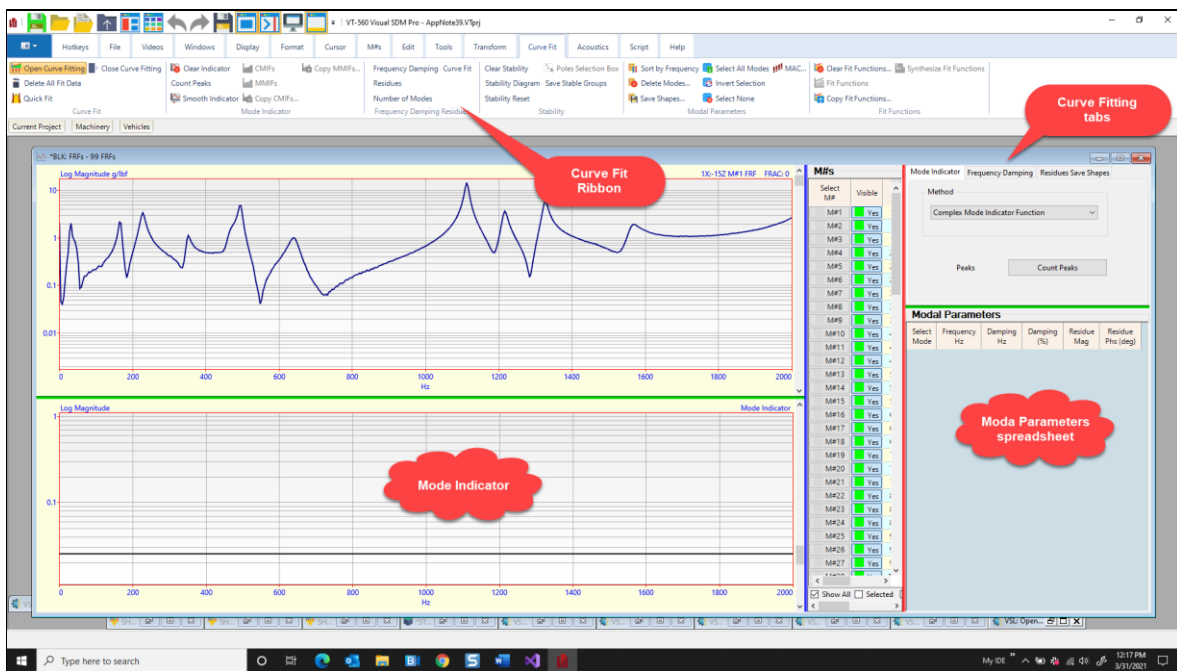 VT-560 Visual SDM Pro - AppNote39.VTprj
Hotkeys File Videos Windows Display Format Cursor M#s Edit Tools Transform Curve Fit Acoustics Script Help
Open Curve Fitting Close Curve Fitting Clear Indicator CMIFs Copy MMIFs... Frequency Damping Curve Fit Clear Stability Poles Selection Box Sort by Frequency Select All Modes MAC... Clear Fit Functions... Synthesize Fit Functions
Delete All Fit Data Count Peaks MMIFs Residues Stability Diagram Save Stable Groups Delete Modes... Invert Selection Fit Functions
Quick Fit Smooth Indicator Copy CMIFs... Number of Modes Stability Reset Save Shapes... Select None Copy Fit Functions...
Curve Fit Mode Indicator Frequency Damping Residues Stability Modal Parameters Fit Functions
Current Project Machinery Vehicles
Curve Fitting
tabs
Curve Fit
Ribbon
*BLK: FRFs - 99 FRFs
Log Magnitude g/lbf 1X:-15Z M#1 FRF FRAC: 0
10
1
0.1
0.01
0 200 400 600 800 1000 1200 1400 1600 1800 2000
Hz
Log Magnitude Mode Indicator
1
0.1
Mode Indicator
0 200 400 600 800 1000 1200 1400 1600 1800 2000
Hz
M#s
Select
M# Visible
M#1 Yes
M#2 Yes
M#3 Yes
M#4 Yes
M#5 Yes
M#6 Yes
M#7 Yes
M#8 Yes
M#9 Yes
M#10 Yes
M#11 Yes
M#12 Yes
M#13 Yes
M#14 Yes
M#15 Yes
M#16 Yes
M#17 Yes
M#18 Yes
M#19 Yes
M#20 Yes
M#21 Yes
M#22 Yes
M#23 Yes
M#24 Yes
M#25 Yes
M#26 Yes
M#27 Yes
Show All Selected
Mode Indicator Frequency Damping Residues Save Shapes
Method
Complex Mode Indicator Function
Peaks Count Peaks
Modal Parameters
Select Frequency Damping Damping Residue Residue
Mode Hz Hz (%) Mag Phs (deg)
Moda Parameters
spreadsheet
VSL: Open...
Type here to search
My IDE
12:17 PM
3/31/2021